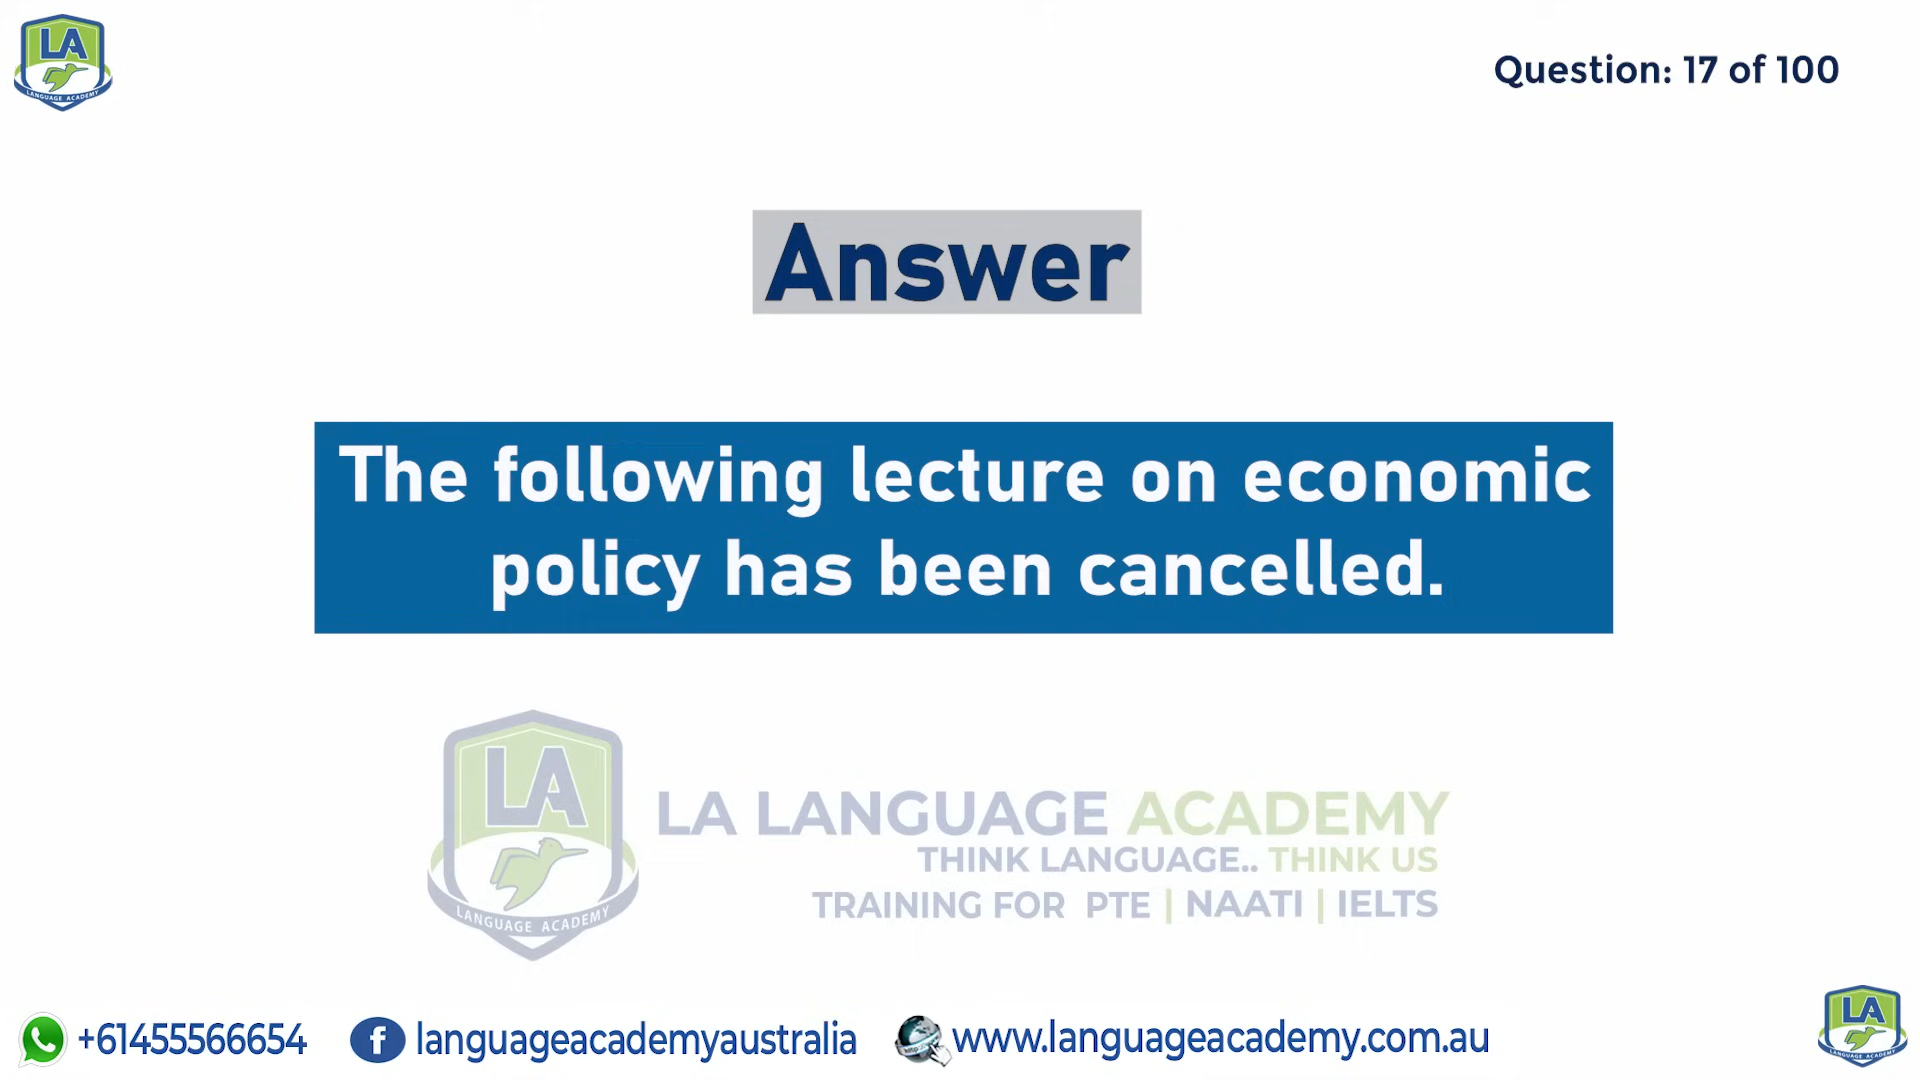 LA
LANGUAGE ACADEMY
Question: 17 of 100
Answer
The following lecture on economic
policy has been cancelled.
LA
LANGUAGE ACADEMY
LA LANGUAGE ACADEMY
THINK LANGUAGE.. THINK US
TRAINING FOR PTE | NAATI | IELTS
+61455566654
languageacademyaustralia
www.languageacademy.com.au
LA
LANGUAGE ACADEMY